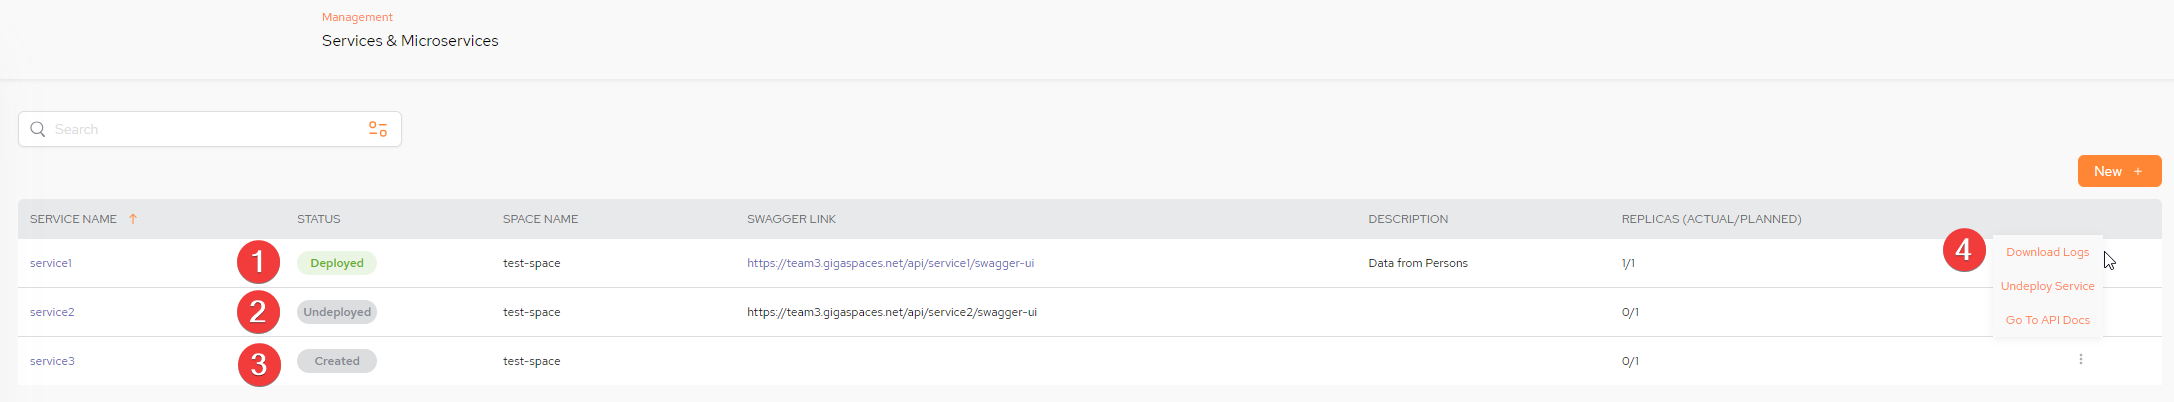 Management
Services & Microservices
Search
New +
SERVICE NAME ↑ STATUS SPACE NAME SWAGGER LINK DESCRIPTION REPLICAS (ACTUAL/PLANNED)
service1 1 Deployed test-space https://team3.gigaspaces.net/api/service1/swagger-ui Data from Persons 1/1
4 Download Logs
Undeploy Service
Go To API Docs
service2 2 Undeployed test-space https://team3.gigaspaces.net/api/service2/swagger-ui 0/1
service3 3 Created test-space 0/1